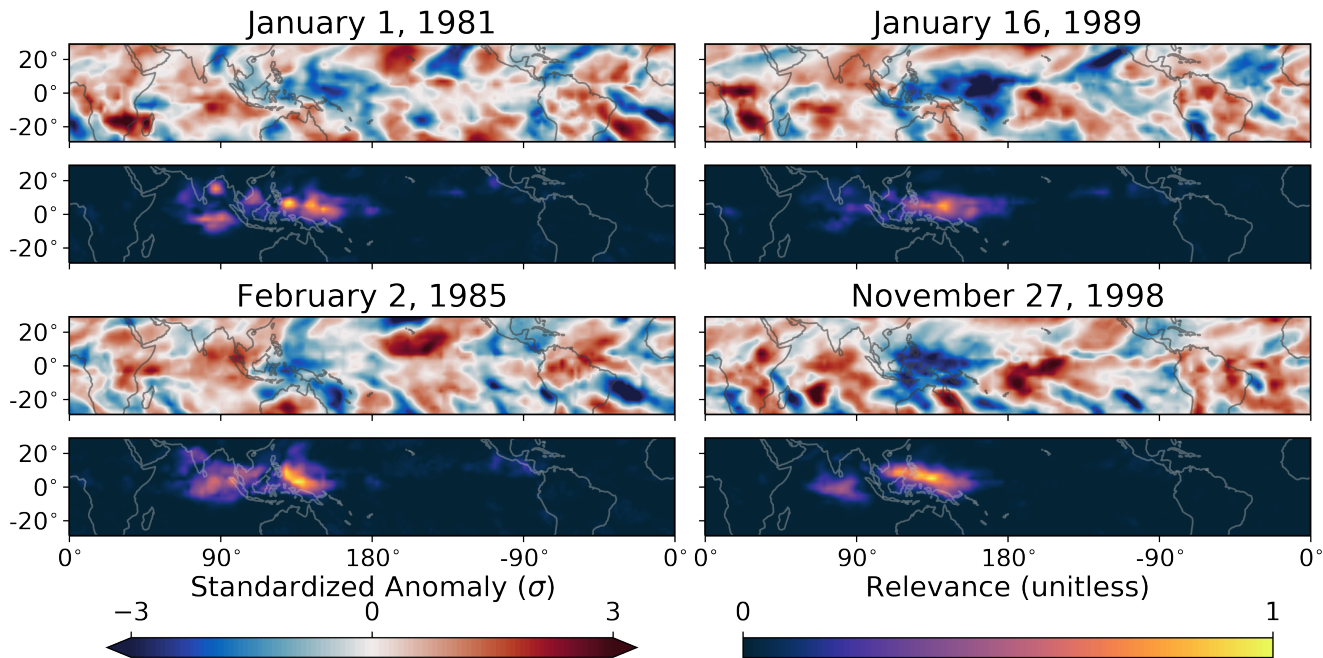 January 1, 1981
January 16, 1989
20°
0°
-20°
20°
0°
-20°
February 2, 1985
November 27, 1998
20°
0°
-20°
20°
0°
-20°
0° 90° 180° -90° 0°
0° 90° 180° -90° 0°
Standardized Anomaly (σ)
Relevance (unitless)
−3 0 3
0 1